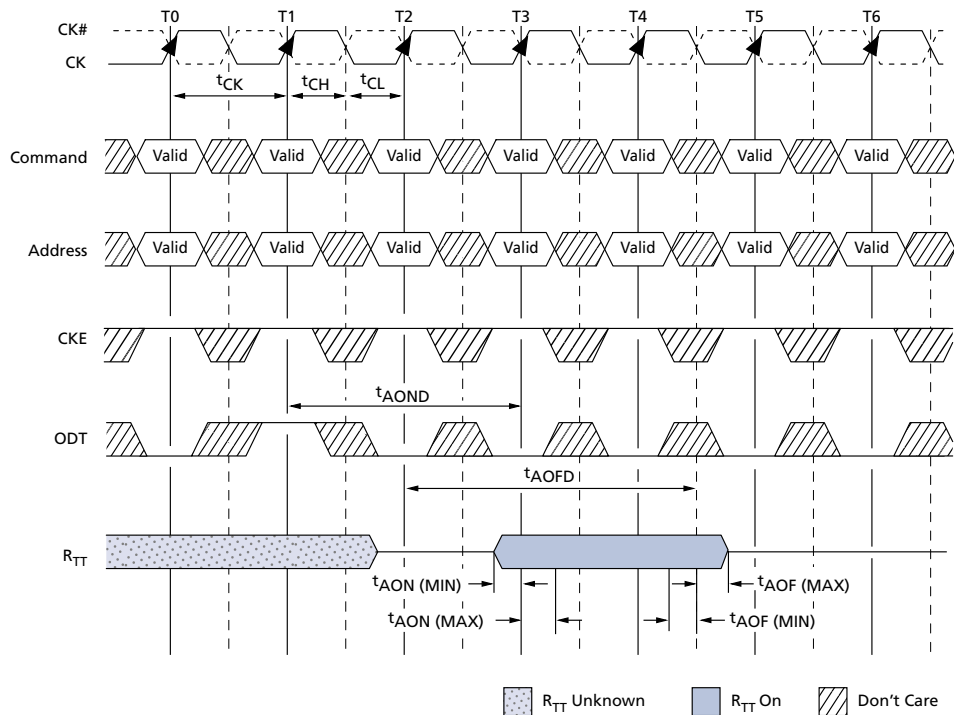 T0 T1 T2 T3 T4 T5 T6
CK#
CK
tCK tCH tCL
Command Valid Valid Valid Valid Valid Valid Valid
Address Valid Valid Valid Valid Valid Valid Valid
CKE
tAOND
ODT
tAOFD
RTT
tAON (MIN) tAOF (MAX)
tAON (MAX) tAOF (MIN)
RTT Unknown RTT On Don't Care